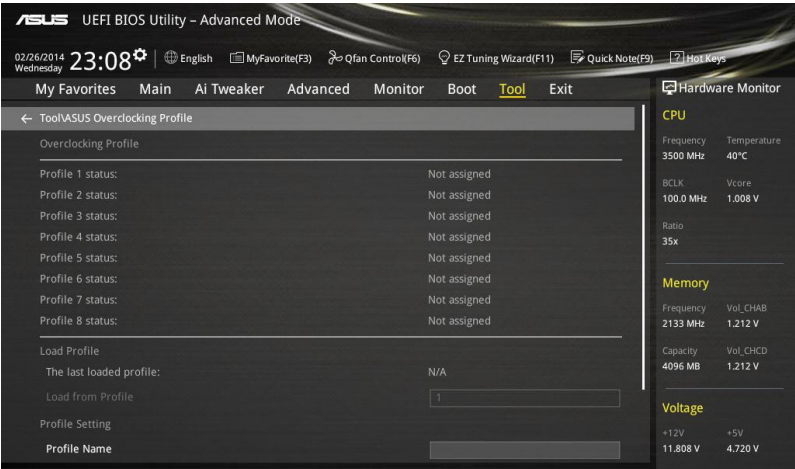 ASUS UEFI BIOS Utility – Advanced Mode
02/26/2014 Wednesday 23:08 English MyFavorite(F3) Qfan Control(F6) EZ Tuning Wizard(F11) Quick Note(F9) ? Hot Keys
My Favorites Main Ai Tweaker Advanced Monitor Boot Tool Exit
← Tool\ASUS Overclocking Profile
Overclocking Profile
Profile 1 status: Not assigned
Profile 2 status: Not assigned
Profile 3 status: Not assigned
Profile 4 status: Not assigned
Profile 5 status: Not assigned
Profile 6 status: Not assigned
Profile 7 status: Not assigned
Profile 8 status: Not assigned
Load Profile
The last loaded profile: N/A
Load from Profile 1
Profile Setting
Profile Name
Hardware Monitor
CPU
Frequency Temperature
3500 MHz 40°C
BCLK Vcore
100.0 MHz 1.008 V
Ratio
35x
Memory
Frequency Vol_CHAB
2133 MHz 1.212 V
Capacity Vol_CHCD
4096 MB 1.212 V
Voltage
+12V +5V
11.808 V 4.720 V